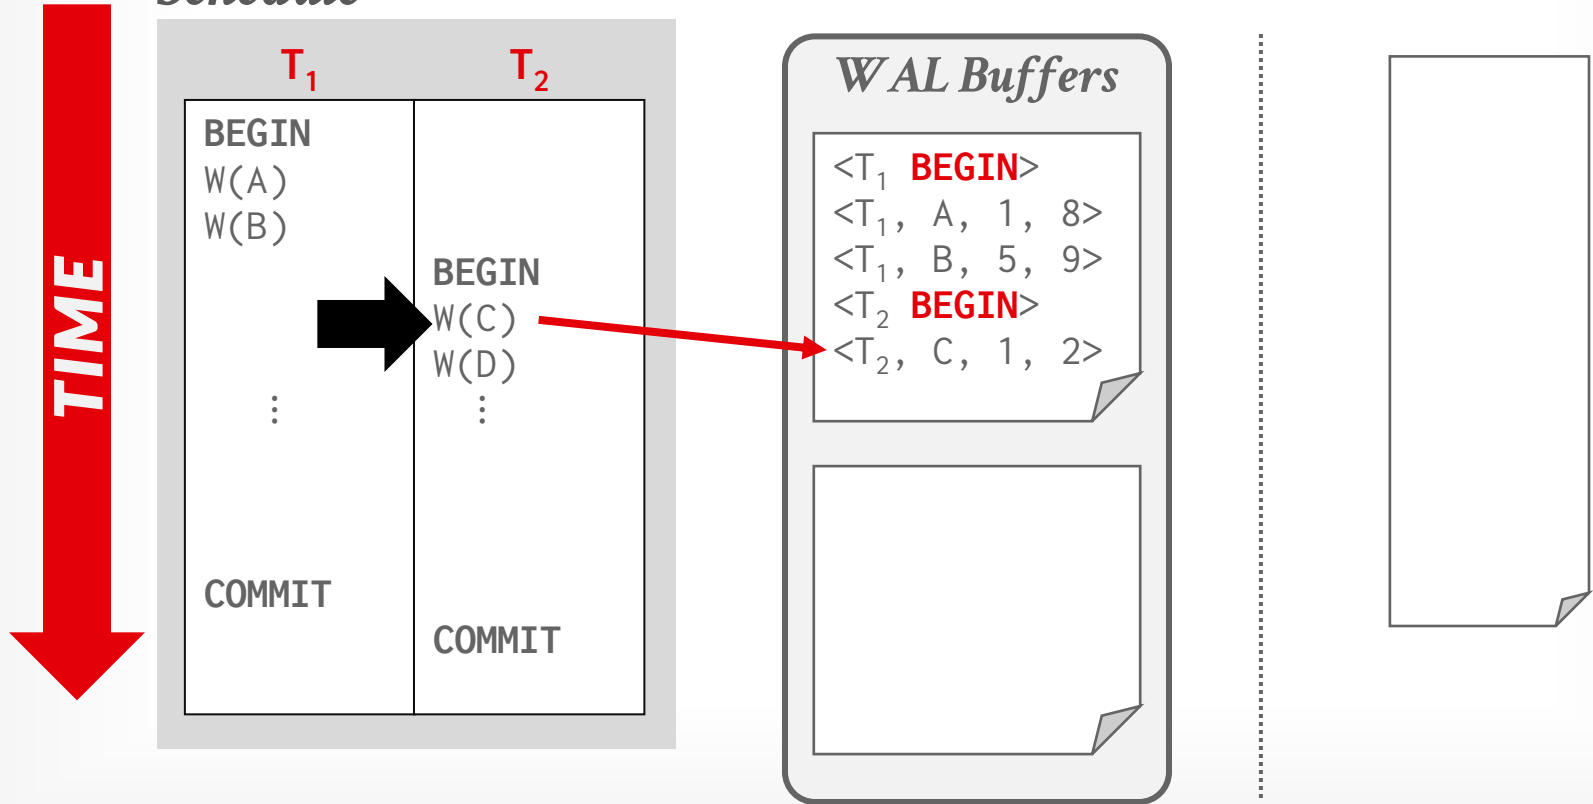 Schedule
TIME
T1
T2
BEGIN
W(A)
W(B)
⋮
COMMIT
BEGIN
W(C)
W(D)
⋮
COMMIT
WAL Buffers
<T1 BEGIN>
<T1, A, 1, 8>
<T1, B, 5, 9>
<T2 BEGIN>
<T2, C, 1, 2>